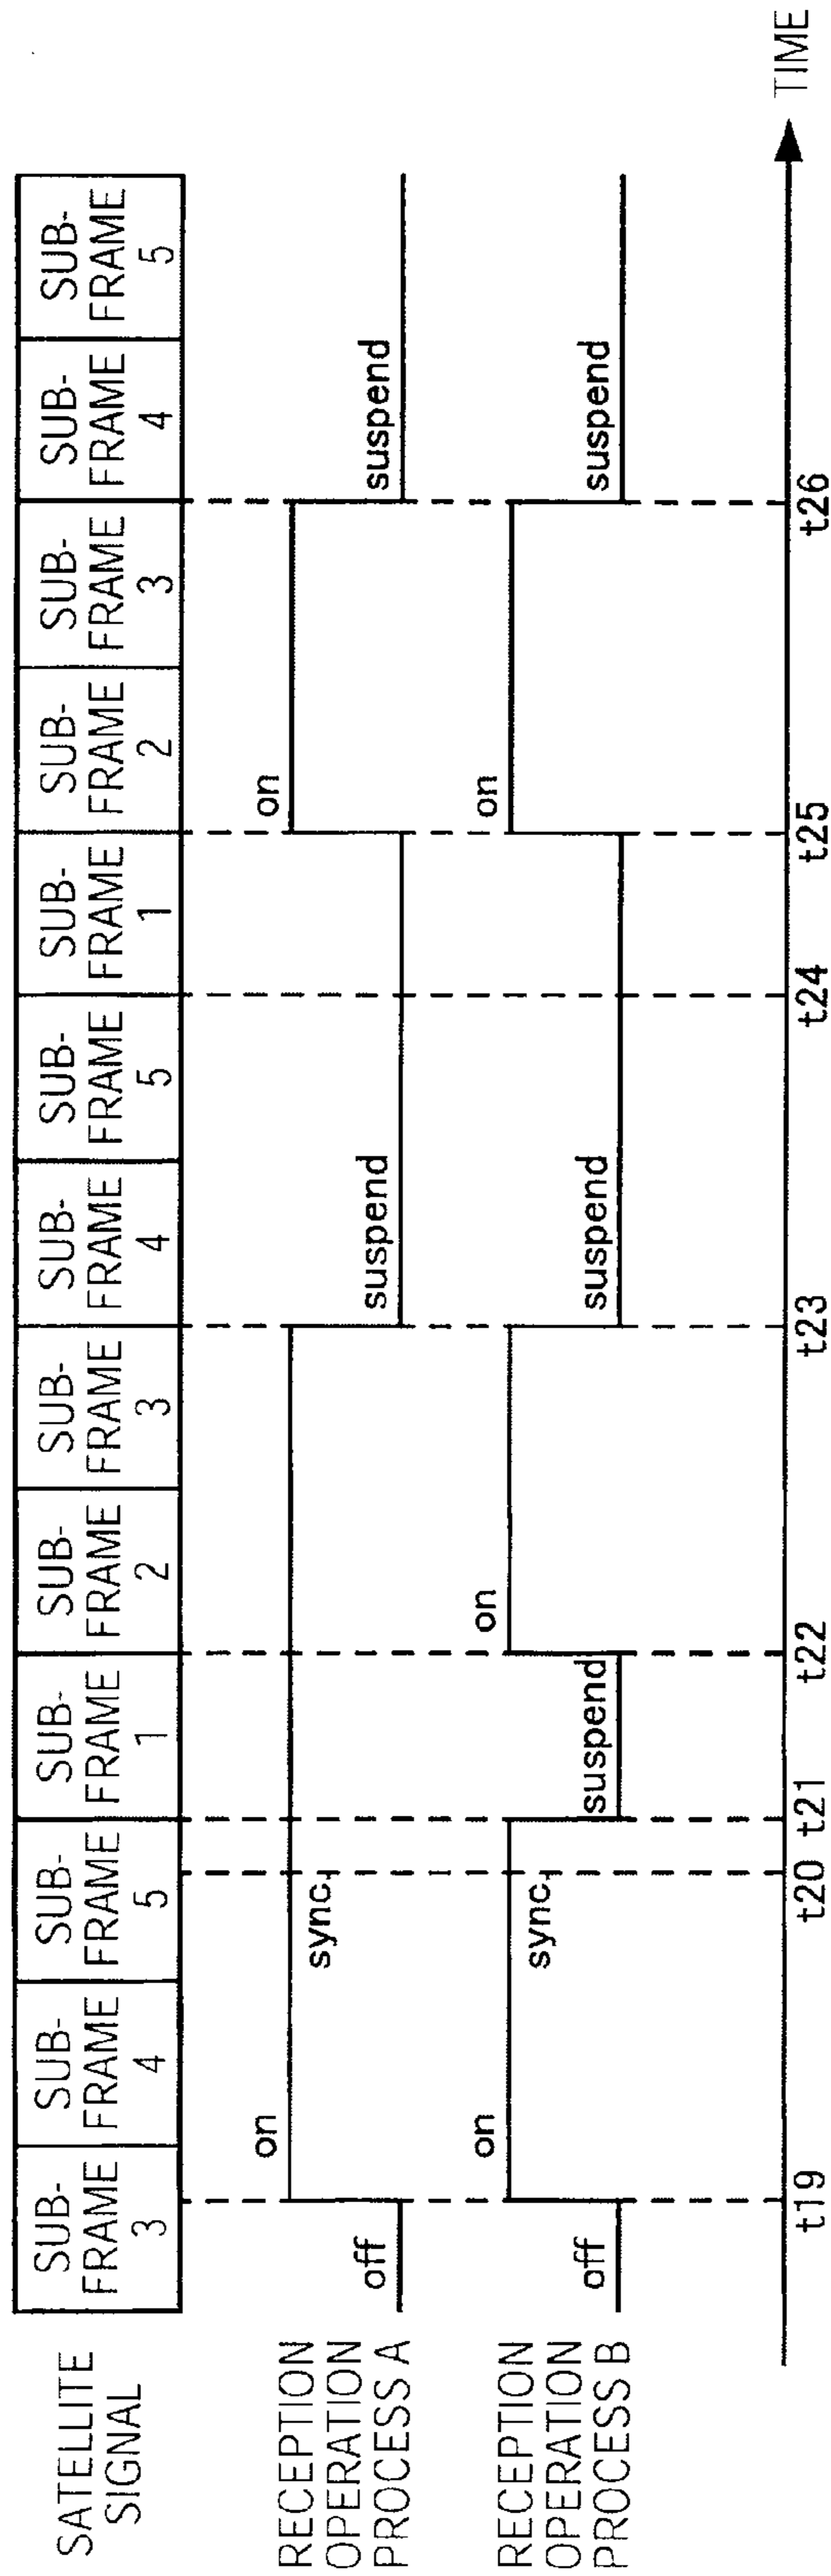 SATELLITE
SIGNAL
SUB-
FRAME
3
SUB-
FRAME
4
SUB-
FRAME
5
SUB-
FRAME
1
SUB-
FRAME
2
SUB-
FRAME
3
SUB-
FRAME
4
SUB-
FRAME
5
SUB-
FRAME
1
SUB-
FRAME
2
SUB-
FRAME
3
SUB-
FRAME
4
SUB-
FRAME
5
RECEPTION
OPERATION
PROCESS A
off
on
sync.
suspend
on
suspend
RECEPTION
OPERATION
PROCESS B
off
on
sync.
suspend
on
suspend
on
suspend
t19
t20
t21
t22
t23
t24
t25
t26
TIME